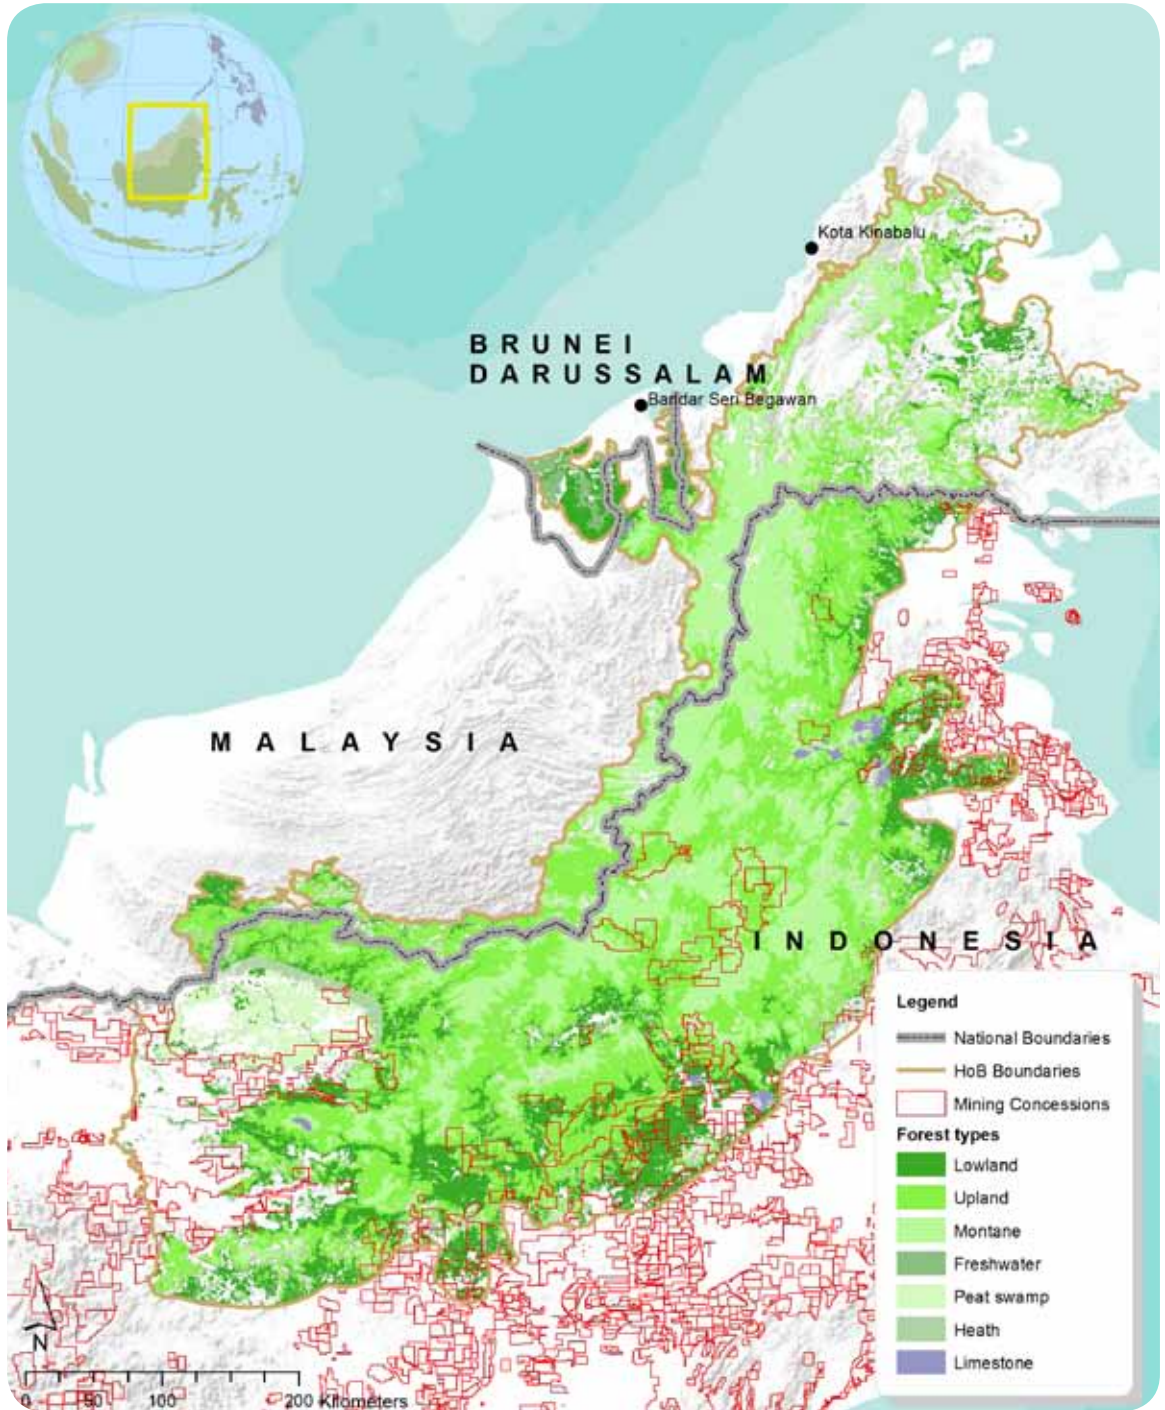 Kota Kinabalu
BRUNEI
DARUSSALAM
Bandar Seri Begawan
MALAYSIA
INDONESIA
Legend
National Boundaries
HoB Boundaries
Mining Concessions
Forest types
Lowland
Upland
Montane
Freshwater
Peat swamp
Heath
Limestone
N
0 50 100 200 Kilometers